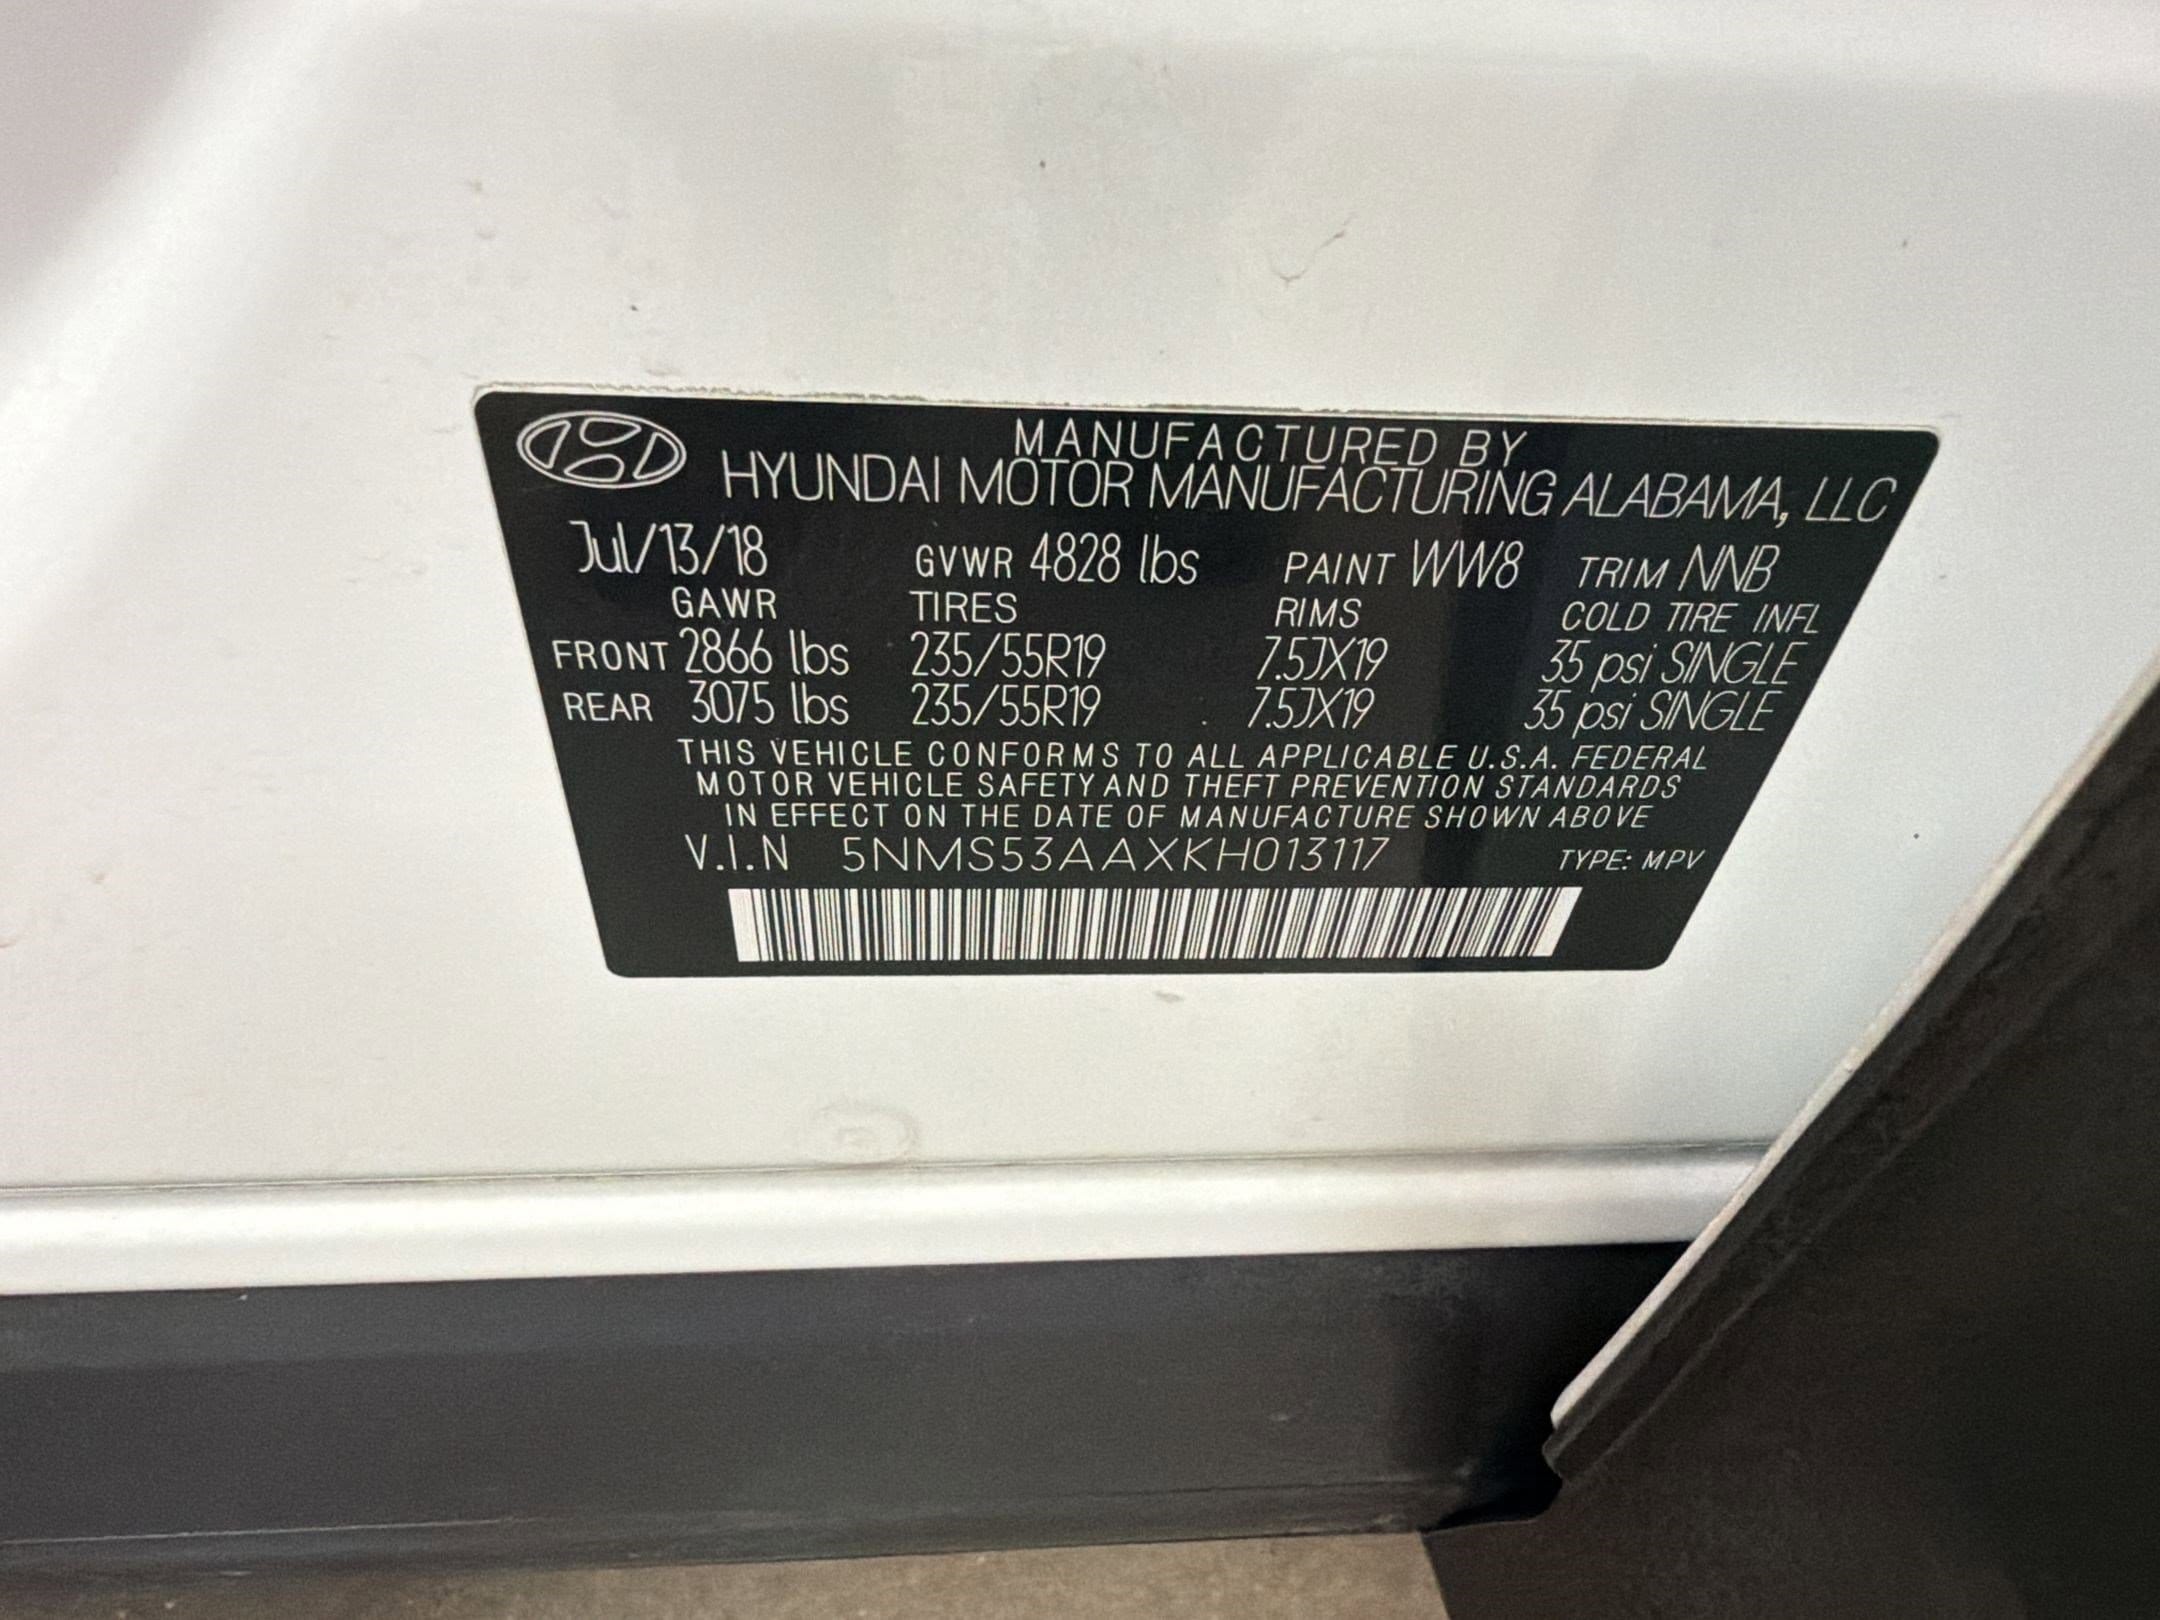 MANUFACTURED BY
HYUNDAI MOTOR MANUFACTURING ALABAMA, LLC
Jul/13/18 GVWR 4828 lbs PAINT WW8 TRIM NNB
GAWR TIRES RIMS COLD TIRE INFL
FRONT 2866 lbs 235/55R19 7.5JX19 35 psi SINGLE
REAR 3075 lbs 235/55R19 7.5JX19 35 psi SINGLE
THIS VEHICLE CONFORMS TO ALL APPLICABLE U.S.A. FEDERAL
MOTOR VEHICLE SAFETY AND THEFT PREVENTION STANDARDS
IN EFFECT ON THE DATE OF MANUFACTURE SHOWN ABOVE
V.I.N 5NMS53AAXKH013117 TYPE: MPV